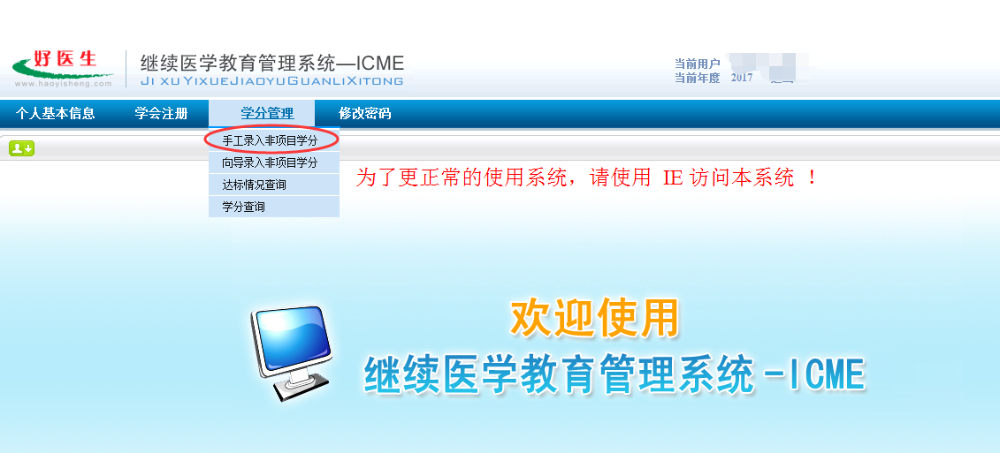 好医生
www.haoyisheng.com
继续医学教育管理系统—ICME
JI XU YIXUEJIAOYUGUANLIXITONG
当前用户
当前年度 2017
个人基本信息 学会注册 学分管理 修改密码
手工录入非项目学分
向导录入非项目学分
达标情况查询
学分查询
为了更正常的使用系统，请使用 IE 访问本系统 ！
欢迎使用
继续医学教育管理系统-ICME